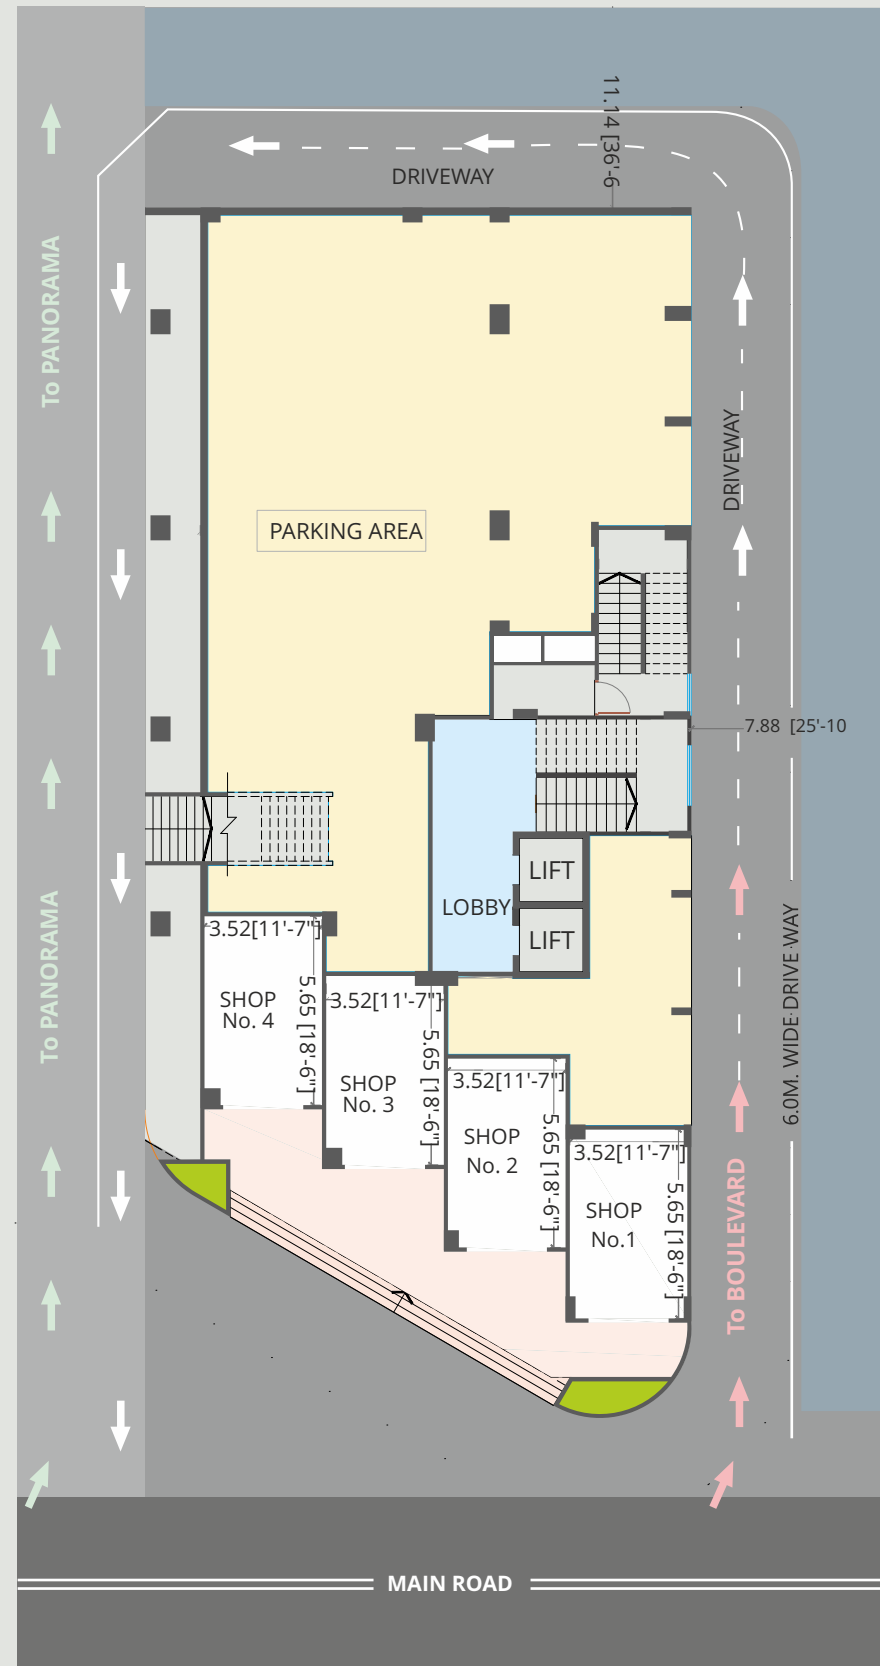 11.14 [36'-6
DRIVEWAY
To PANORAMA
DRIVEWAY
PARKING AREA
7.88 [25'-10
LIFT
LOBBY
LIFT
To PANORAMA
6.0M. WIDE DRIVE WAY
3.52[11'-7"]
SHOP
No. 4
5.65 [18'-6"]
3.52[11'-7"]
SHOP
No. 3
5.65 [18'-6"]
3.52[11'-7"]
SHOP
No. 2
5.65 [18'-6"]
3.52[11'-7"]
SHOP
No.1
5.65 [18'-6"]
To BOULEVARD
MAIN ROAD